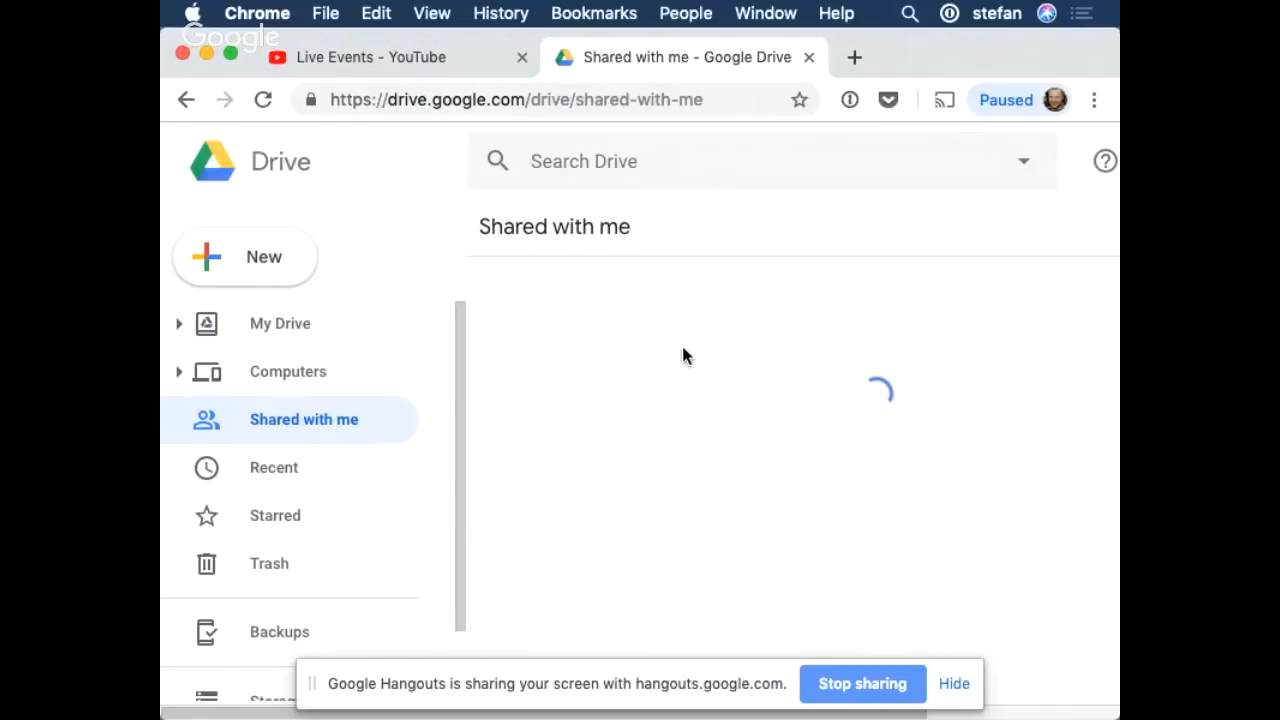 Chrome File Edit View History Bookmarks People Window Help stefan
Google
Live Events - YouTube
Shared with me - Google Drive
https://drive.google.com/drive/shared-with-me
Paused
Drive
Search Drive
Shared with me
New
My Drive
Computers
Shared with me
Recent
Starred
Trash
Backups
Google Hangouts is sharing your screen with hangouts.google.com.
Stop sharing
Hide